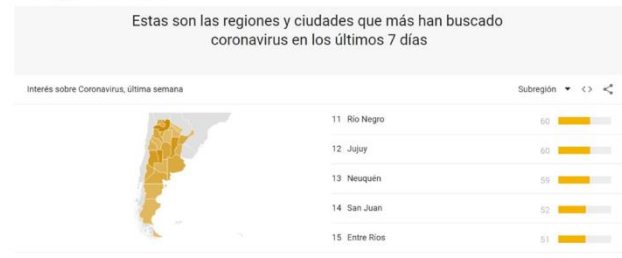 Estas son las regiones y ciudades que más han buscado
coronavirus en los últimos 7 días
Interés sobre Coronavirus, última semana
Subregión
11 Río Negro 60
12 Jujuy 60
13 Neuquén 59
14 San Juan 52
15 Entre Ríos 51